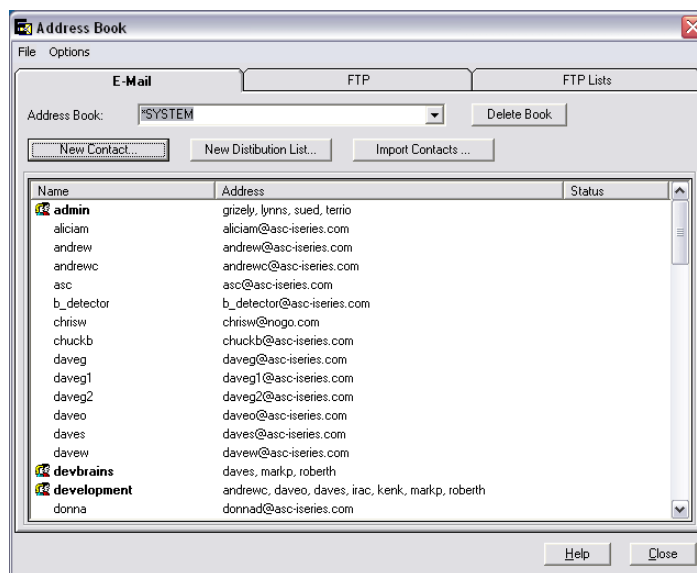 Address Book
File Options
E-Mail FTP FTP Lists
Address Book: *SYSTEM Delete Book
New Contact... New Distibution List... Import Contacts ...
Name Address Status
admin grizely, lynns, sued, terrio
aliciam aliciam@asc-iseries.com
andrew andrew@asc-iseries.com
andrewc andrewc@asc-iseries.com
asc asc@asc-iseries.com
b_detector b_detector@asc-iseries.com
chrisw chrisw@nogo.com
chuckb chuckb@asc-iseries.com
daveg daveg@asc-iseries.com
daveg1 daveg1@asc-iseries.com
daveg2 daveg2@asc-iseries.com
daveo daveo@asc-iseries.com
daves daves@asc-iseries.com
davew davew@asc-iseries.com
devbrains daves, markp, roberth
development andrewc, daveo, daves, irac, kenk, markp, roberth
donna donnad@asc-iseries.com
Help Close